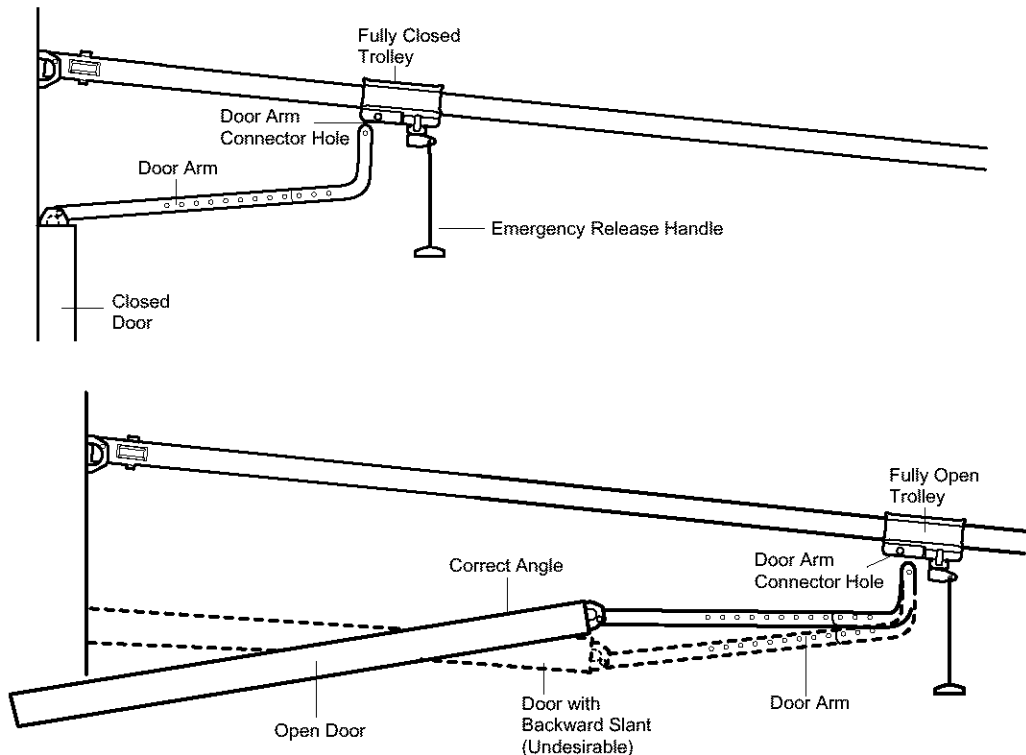 Fully Closed
Trolley
Door Arm
Connector Hole
Door Arm
Emergency Release Handle
Closed
Door
Fully Open
Trolley
Door Arm
Connector Hole
Correct Angle
Open Door
Door with
Backward Slant
(Undesirable)
Door Arm